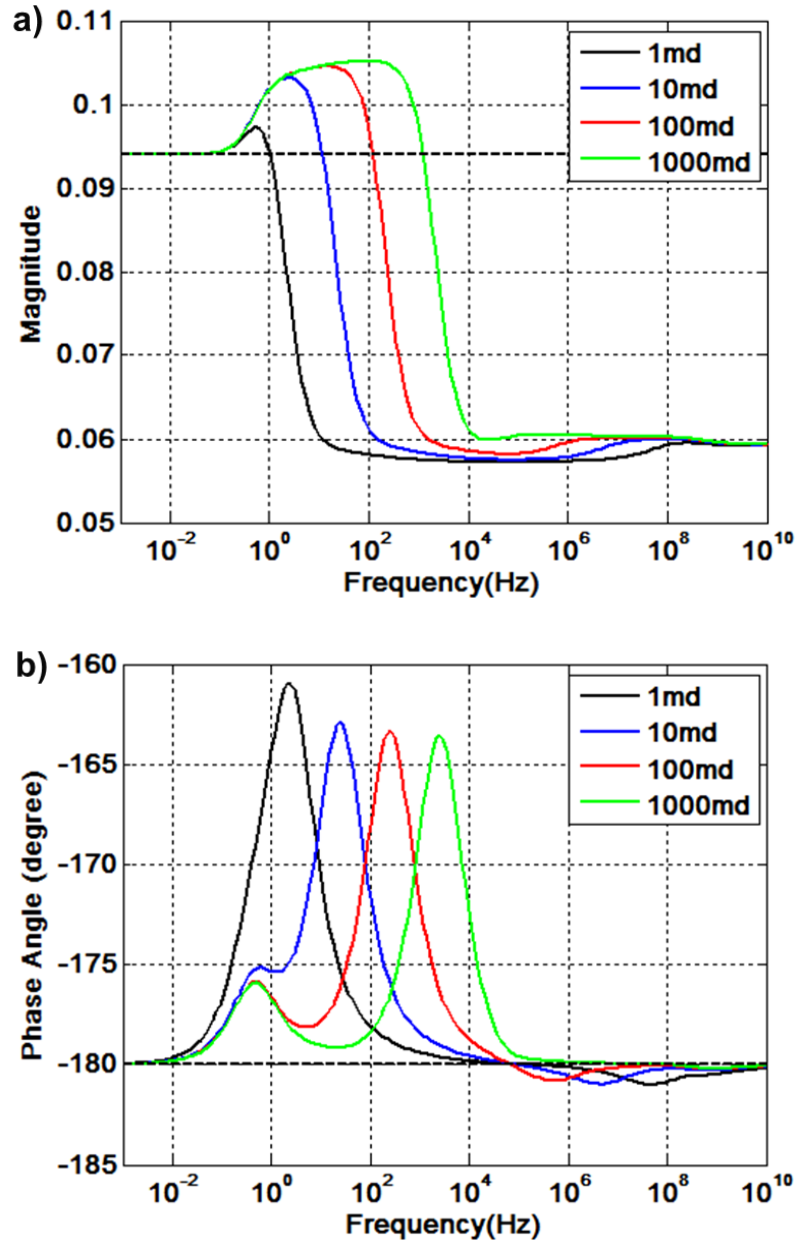 a)
0.11
0.1
0.09
0.08
0.07
0.06
0.05
Magnitude
1md
10md
100md
1000md
10^-2
10^0
10^2
10^4
10^6
10^8
10^10
Frequency(Hz)
b)
-160
-165
-170
-175
-180
-185
Phase Angle (degree)
1md
10md
100md
1000md
10^-2
10^0
10^2
10^4
10^6
10^8
10^10
Frequency(Hz)